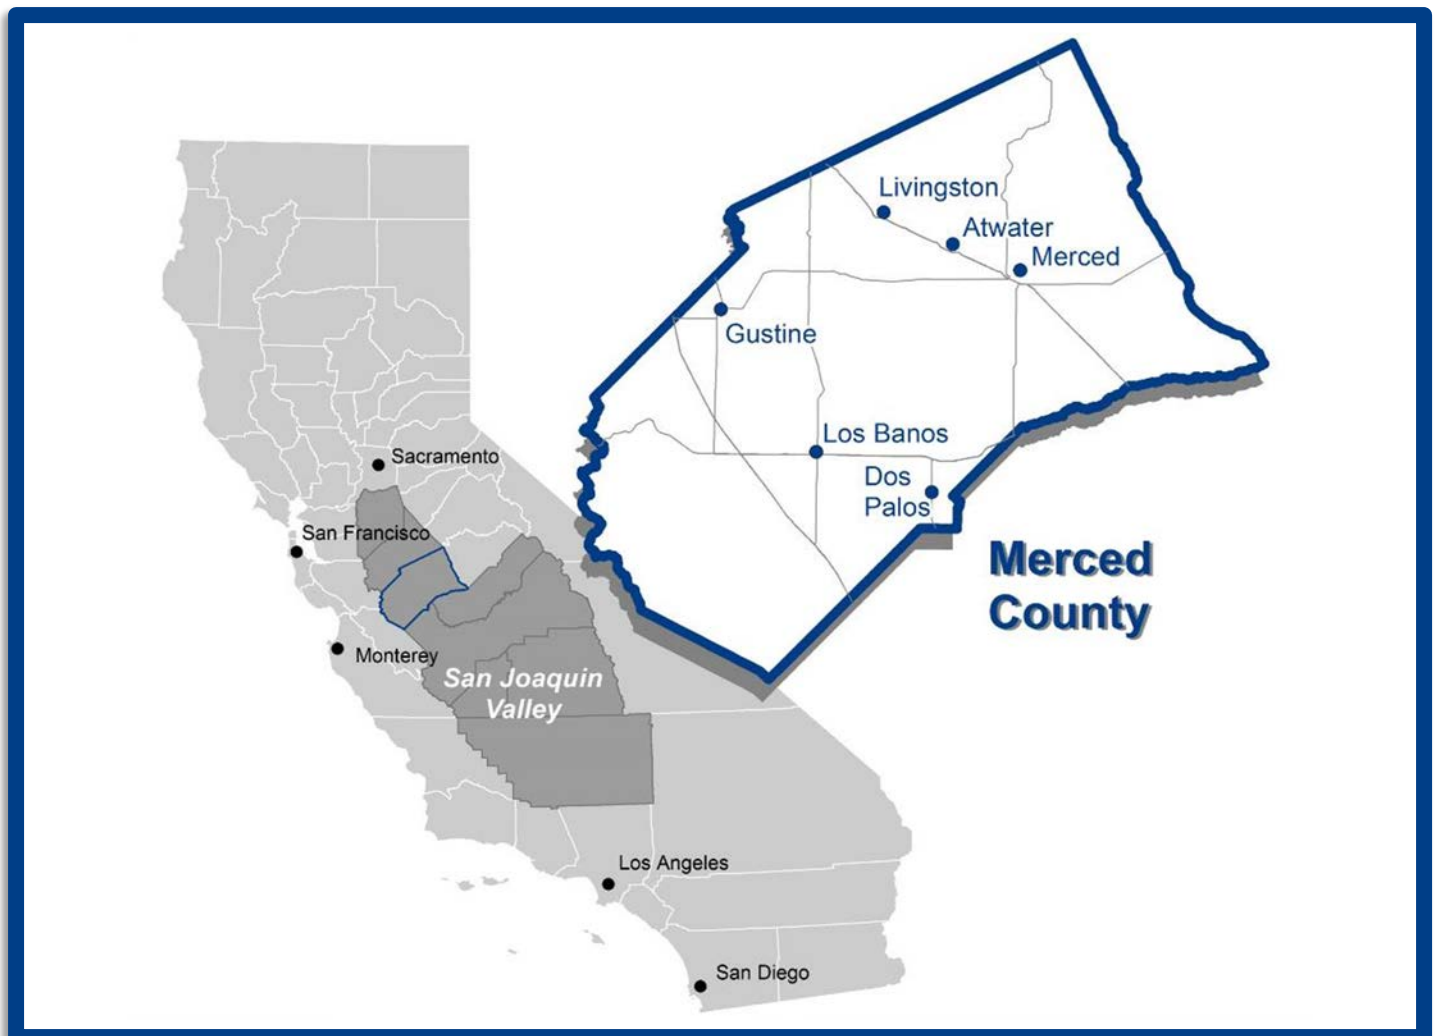 Livingston
Atwater
Merced
Gustine
Los Banos
Dos
Palos
Merced
County
Sacramento
San Francisco
Monterey
San Joaquin
Valley
Los Angeles
San Diego